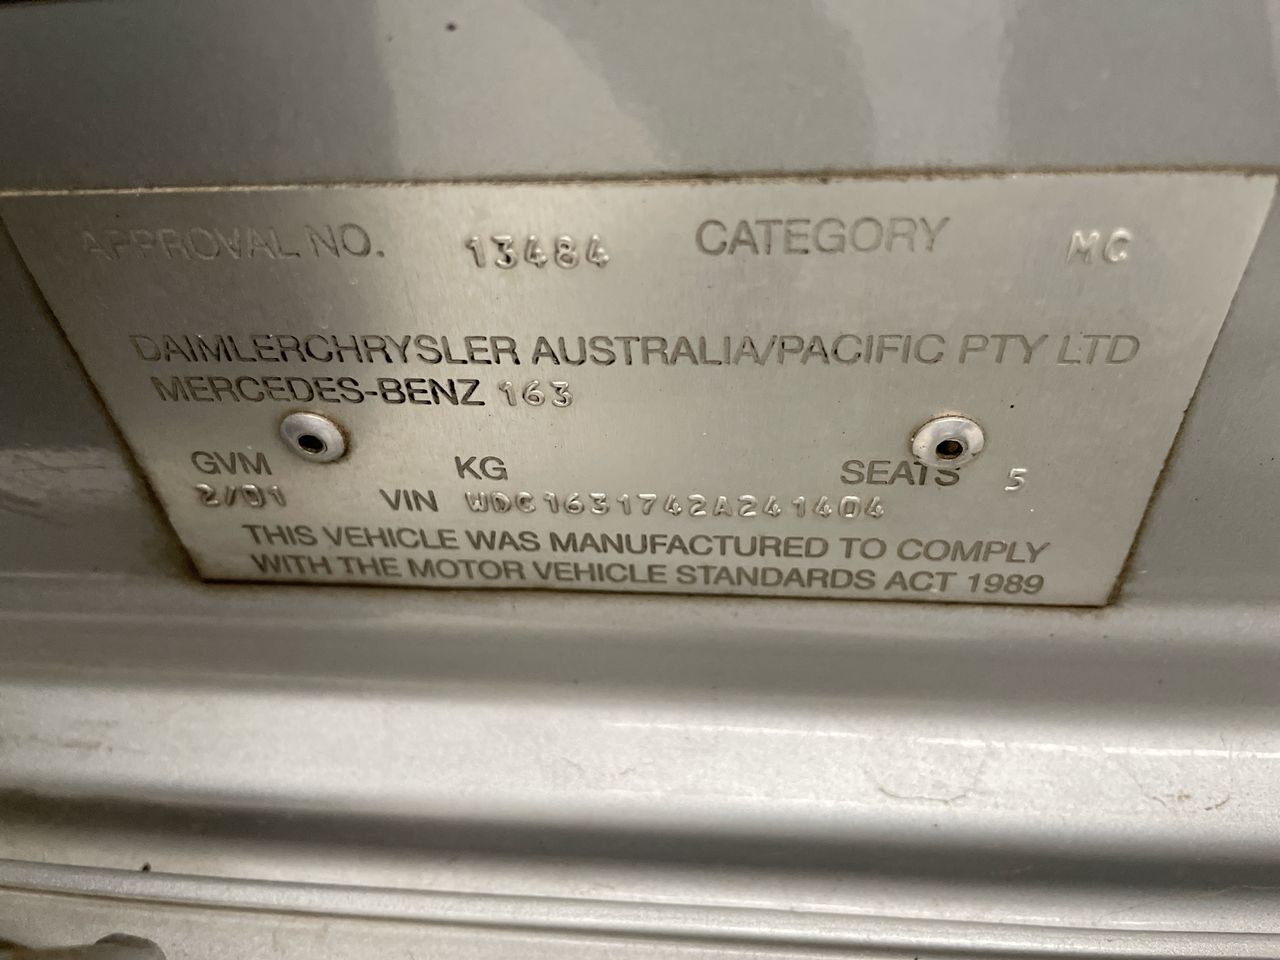 APPROVAL NO. 13484 CATEGORY MC
DAIMLERCHRYSLER AUSTRALIA/PACIFIC PTY LTD
MERCEDES-BENZ 163
GVM KG SEATS 5
2/01 VIN WDC1631742A241404
THIS VEHICLE WAS MANUFACTURED TO COMPLY
WITH THE MOTOR VEHICLE STANDARDS ACT 1989